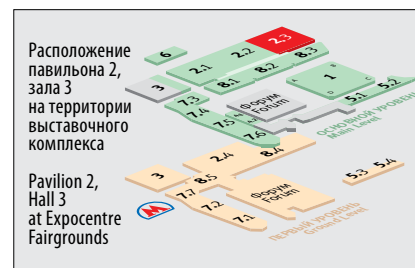 Расположение
павильона 2,
зала 3
на территории
выставочного
комплекса
Pavilion 2,
Hall 3
at Expocentre
Fairgrounds
6
2.1
2.2
2.3
3
8.1
8.2
8.3
1
A
B
C
D
7.3
7.4
7.5
7.6
Форум
Forum
5.1
5.2
ОСНОВНОЙ УРОВЕНЬ
Main Level
3
2.4
8.4
8.5
7.7
7.2
7.1
Форум
Forum
5.3
5.4
ПЕРВЫЙ УРОВЕНЬ
Ground Level
М